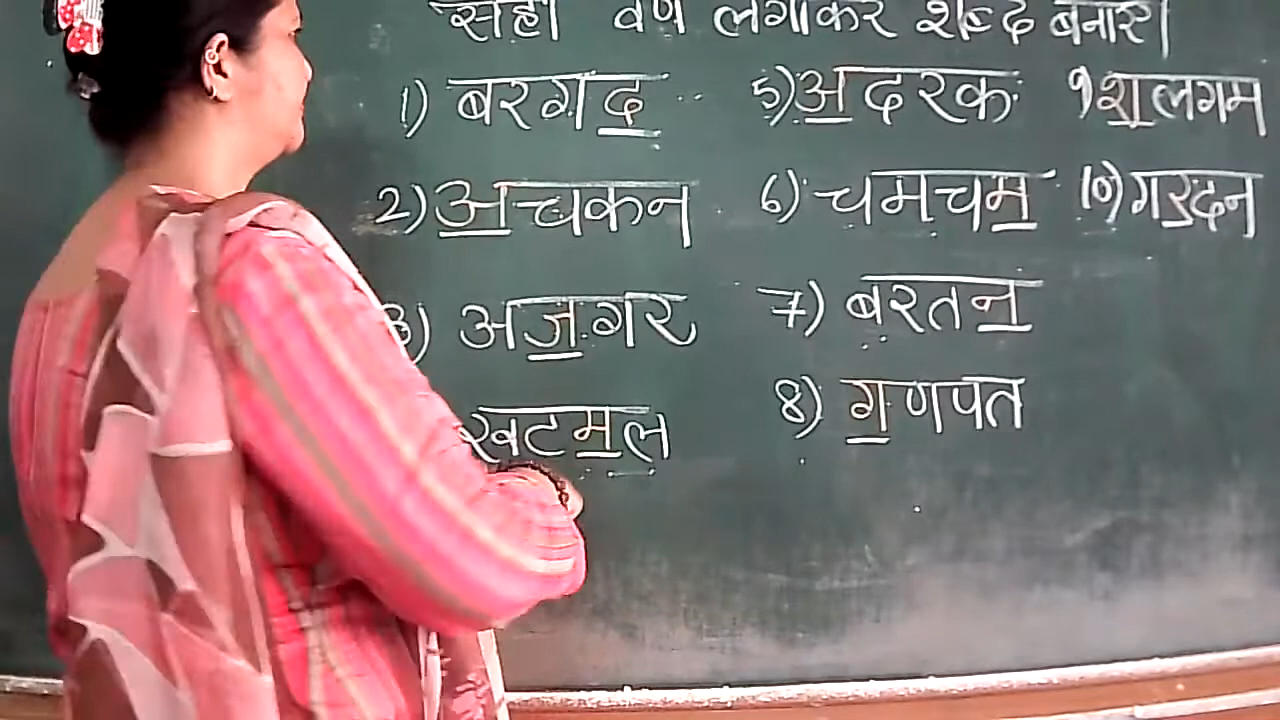 सही वर्ण लगाकर शब्द बनाए।
1) बरगद
2) अचकन
3) अजगर
खटमल
5) अदरक
6) चमचम
7) बरतन
8) गणपत
9) शलगम
10) गरदन